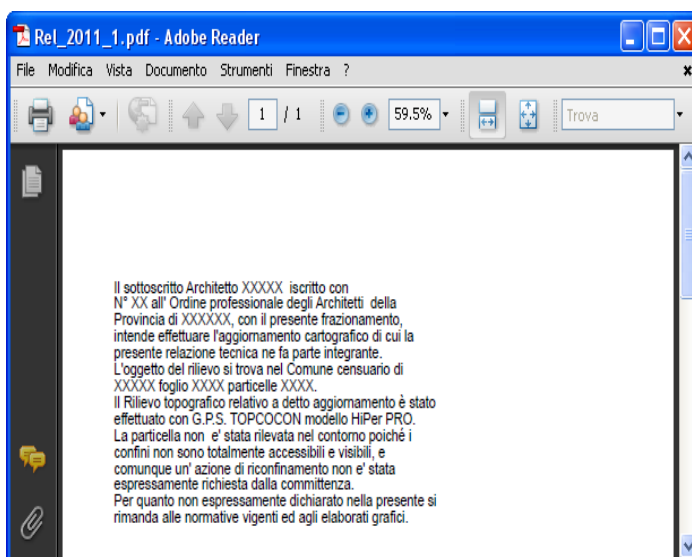 Rel_2011_1.pdf - Adobe Reader
File Modifica Vista Documento Strumenti Finestra ?
1 / 1 59.5% Trova
Il sottoscritto Architetto XXXXX iscritto con
N° XX all' Ordine professionale degli Architetti della
Provincia di XXXXXX, con il presente frazionamento,
intende effettuare l'aggiornamento cartografico di cui la
presente relazione tecnica ne fa parte integrante.
L'oggetto del rilievo si trova nel Comune censuario di
XXXXX foglio XXXX particelle XXXX.
Il Rilievo topografico relativo a detto aggiornamento è stato
effettuato con G.P.S. TOPCOCON modello HiPer PRO.
La particella non e' stata rilevata nel contorno poiché i
confini non sono totalmente accessibili e visibili, e
comunque un' azione di riconfinamento non e' stata
espressamente richiesta dalla committenza.
Per quanto non espressamente dichiarato nella presente si
rimanda alle normative vigenti ed agli elaborati grafici.